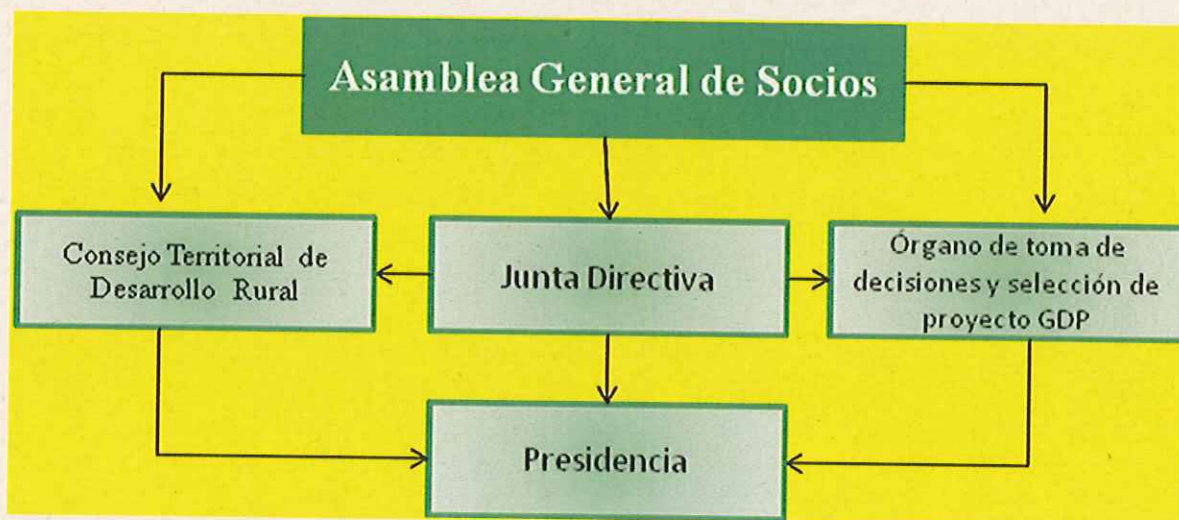 Asamblea General de Socios
Consejo Territorial de
Desarrollo Rural
Junta Directiva
Órgano de toma de
decisiones y selección de
proyecto GDP
Presidencia